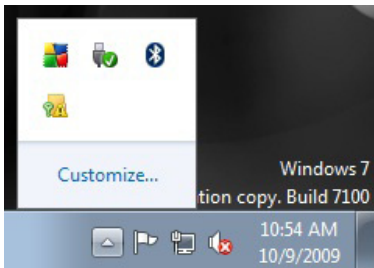 Customize...
Windows 7
tion copy. Build 7100
10:54 AM
10/9/2009